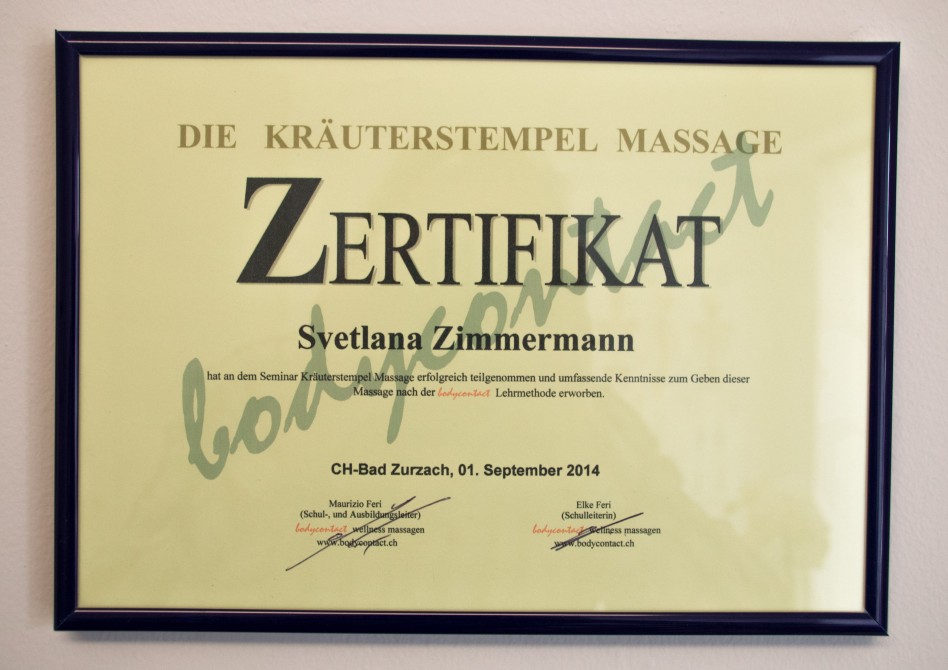 DIE KRÄUTERSTEMPEL MASSAGE
ZERTIFIKAT
bodycontact
Svetlana Zimmermann
hat an dem Seminar Kräuterstempel Massage erfolgreich teilgenommen und umfassende Kenntnisse zum Geben dieser
Massage nach der bodycontact Lehrmethode erworben.
CH-Bad Zurzach, 01. September 2014
Maurizio Feri
(Schul-, und Ausbildungsleiter)
bodycontact wellness massagen
www.bodycontact.ch
Elke Feri
(Schulleiterin)
bodycontact wellness massagen
www.bodycontact.ch